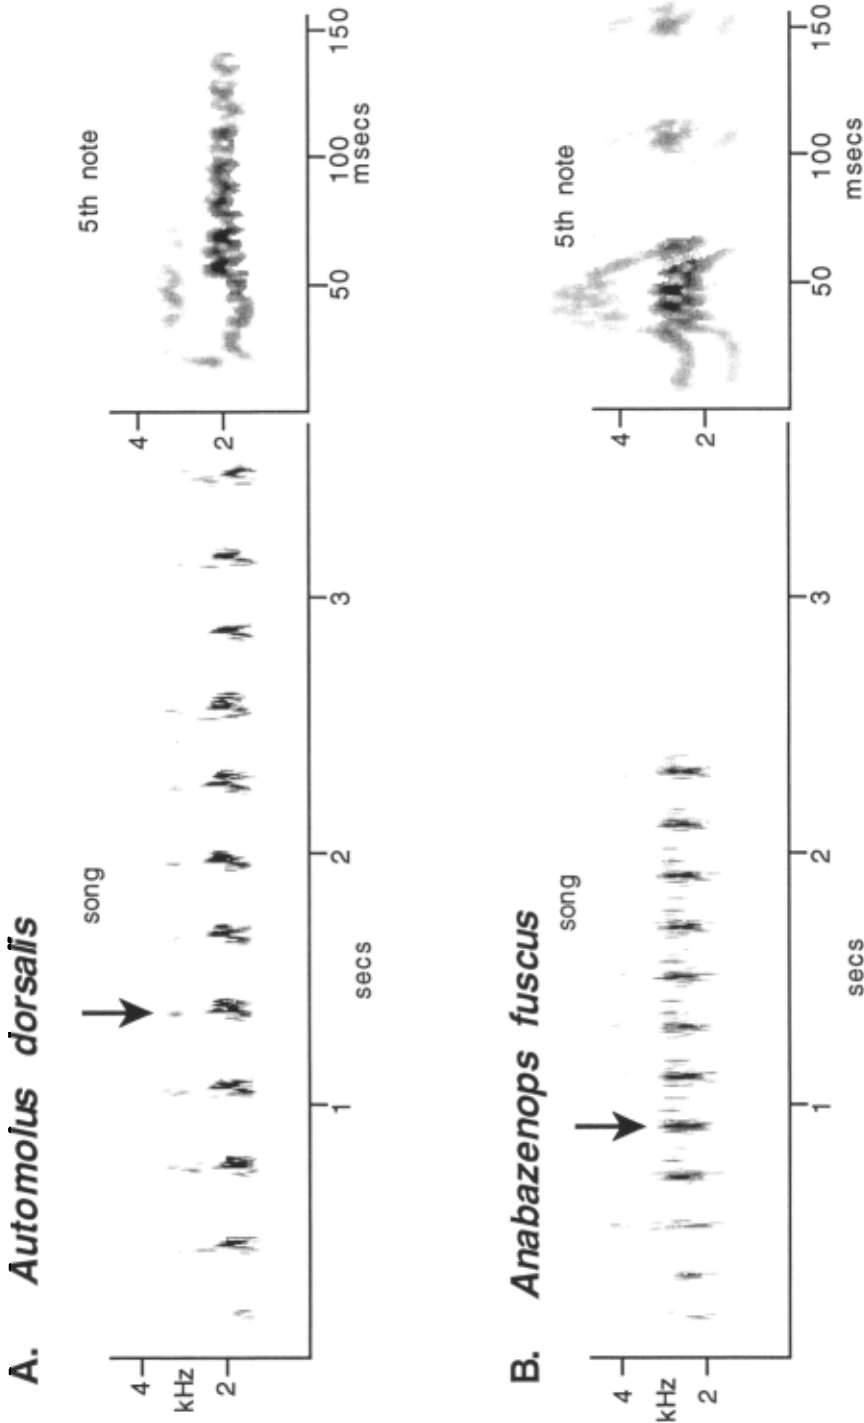 A. Automolus dorsalis
song
5th note
4
kHz
2
1
2
3
secs
4
2
50
100
150
msecs
B. Anabazenops fuscus
song
5th note
4
kHz
2
1
2
3
secs
4
2
50
100
150
msecs